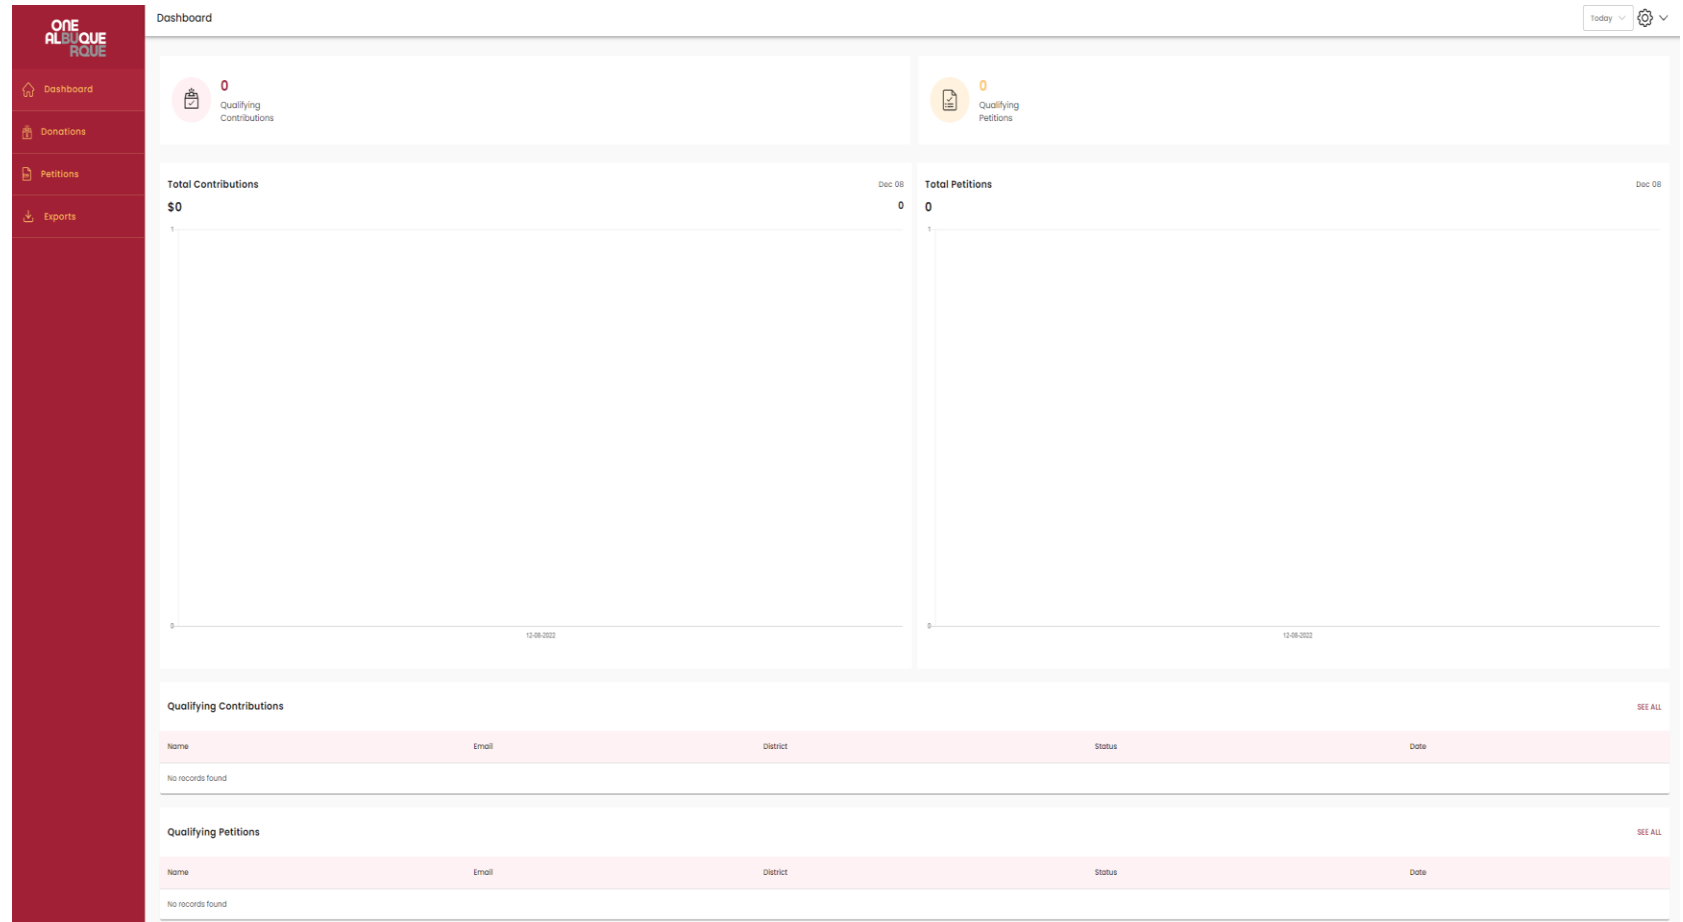 ONE
ALBUQUE
RQUE
Dashboard
Today
Dashboard
Donations
Petitions
Exports
0
Qualifying
Contributions
0
Qualifying
Petitions
Total Contributions
Dec 08
$0
0
1
0
12-08-2022
Total Petitions
Dec 08
0
1
0
12-08-2022
Qualifying Contributions
SEE ALL
Name Email District Status Date
No records found
Qualifying Petitions
SEE ALL
Name Email District Status Date
No records found